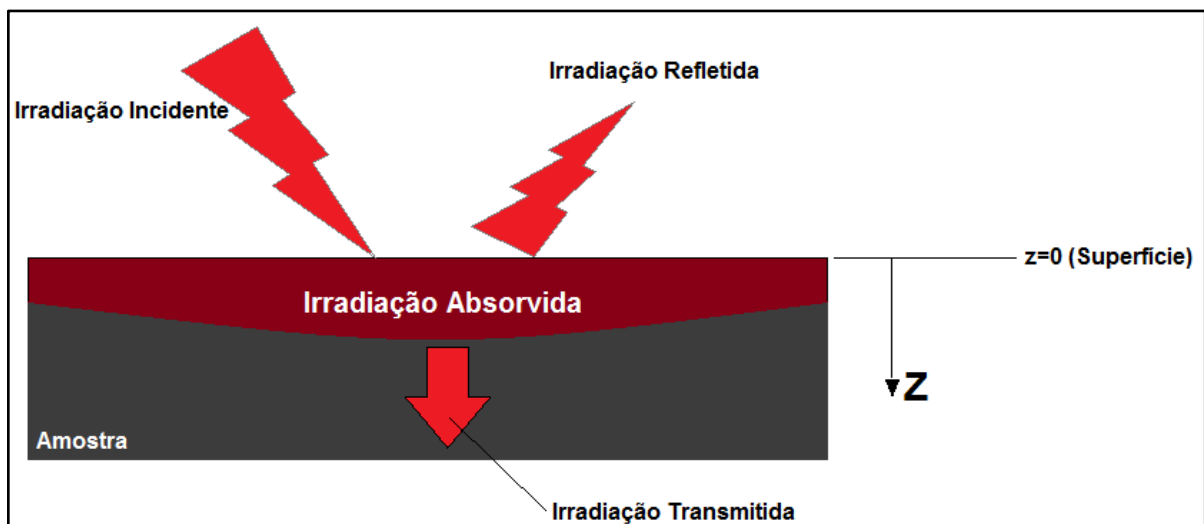 Irradiação Refletida
Irradiação Incidente
z=0 (Superfície)
Irradiação Absorvida
Z
Amostra
Irradiação Transmitida